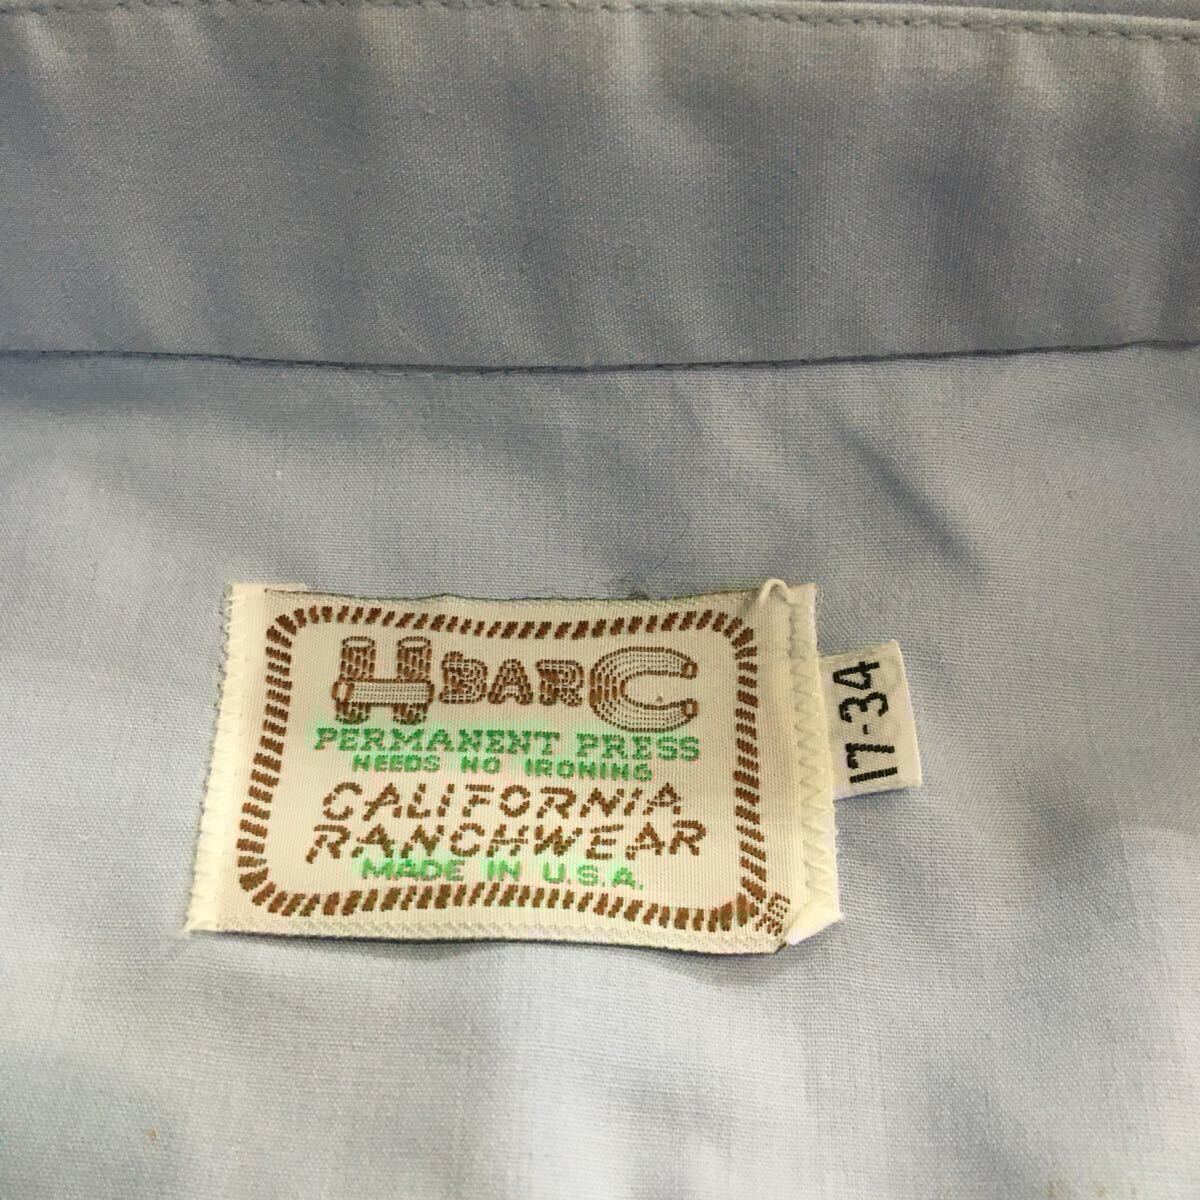 H BAR C
PERMANENT PRESS
NEEDS NO IRONING
CALIFORNIA
RANCHWEAR
MADE IN U.S.A.
17-34